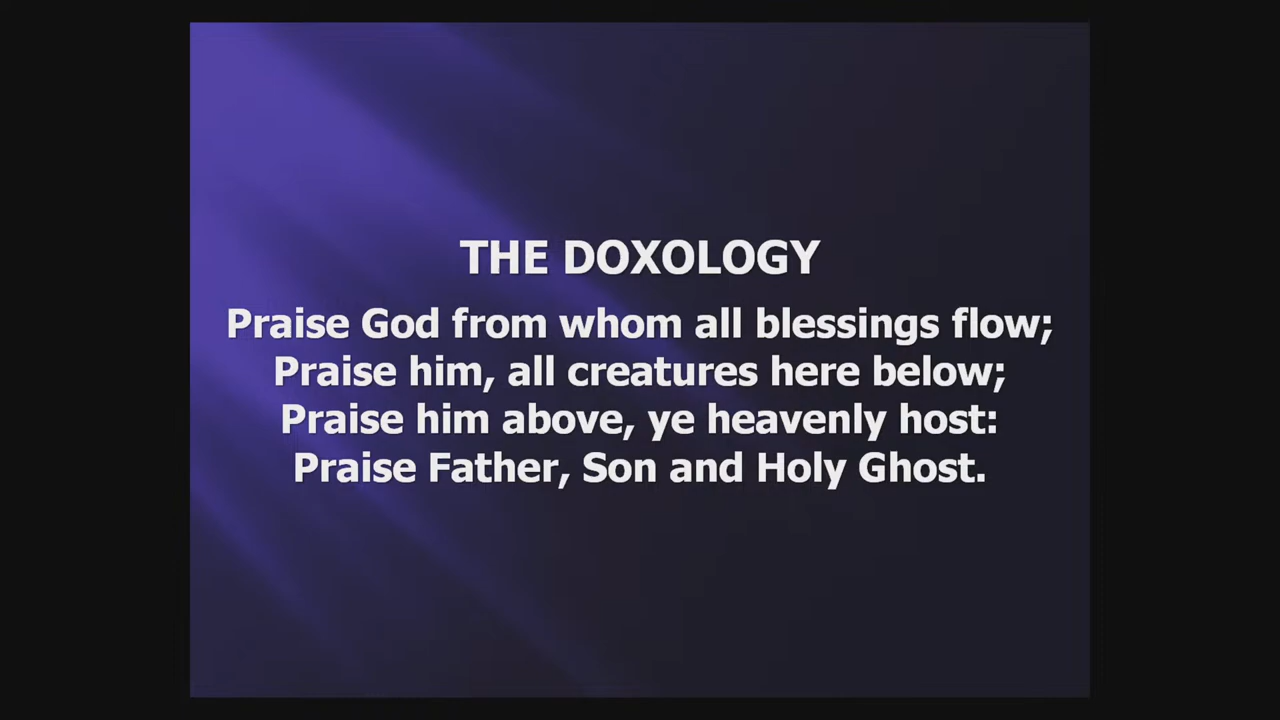 THE DOXOLOGY
Praise God from whom all blessings flow;
Praise him, all creatures here below;
Praise him above, ye heavenly host:
Praise Father, Son and Holy Ghost.